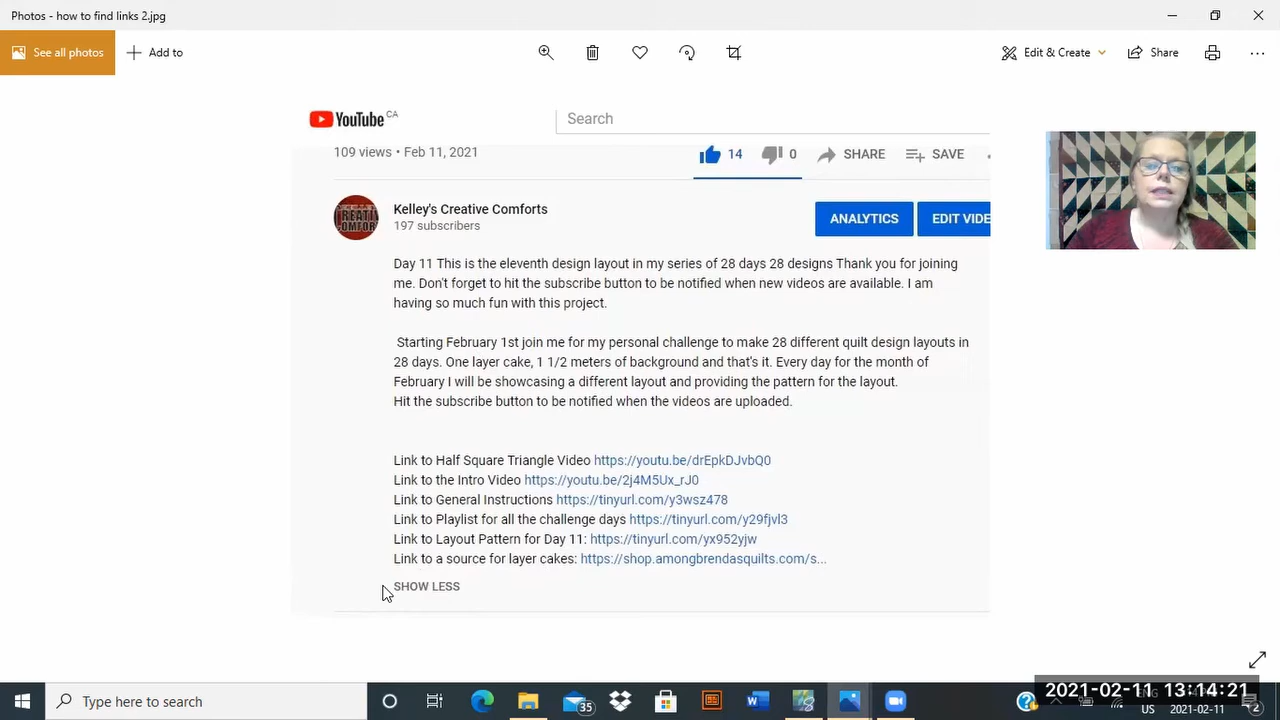 Photos - how to find links 2.jpg
See all photos
Add to
Edit & Create
Share
YouTube CA
Search
109 views • Feb 11, 2021
14
0
SHARE
SAVE
Kelley's Creative Comforts
197 subscribers
ANALYTICS
EDIT VIDE
Day 11 This is the eleventh design layout in my series of 28 days 28 designs Thank you for joining
me. Don't forget to hit the subscribe button to be notified when new videos are available. I am
having so much fun with this project.
Starting February 1st join me for my personal challenge to make 28 different quilt design layouts in
28 days. One layer cake, 1 1/2 meters of background and that's it. Every day for the month of
February I will be showcasing a different layout and providing the pattern for the layout.
Hit the subscribe button to be notified when the videos are uploaded.
Link to Half Square Triangle Video https://youtu.be/drEpkDJvbQ0
Link to the Intro Video https://youtu.be/2j4M5Ux_rJ0
Link to General Instructions https://tinyurl.com/y3wsz478
Link to Playlist for all the challenge days https://tinyurl.com/y29fjvl3
Link to Layout Pattern for Day 11: https://tinyurl.com/yx952yjw
Link to a source for layer cakes: https://shop.amongbrendasquilts.com/s...
SHOW LESS
Type here to search
35
2021-02-11 13:14:21
US
2021-02-11
2